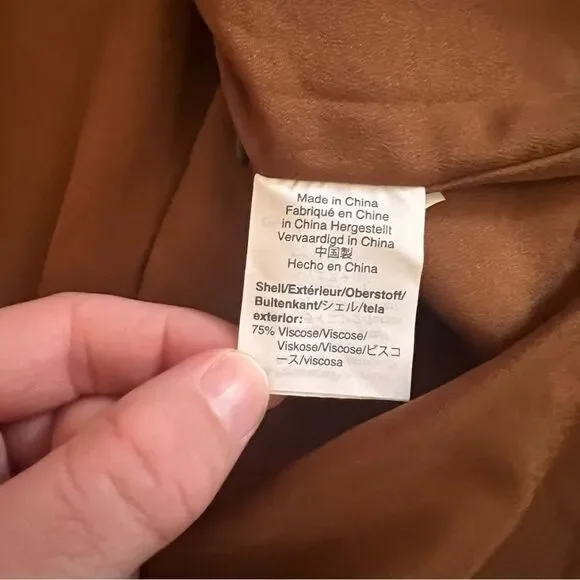 Made in China
Fabriqué en Chine
in China Hergestellt
Vervaardigd in China
中国製
Hecho en China
Shell/Extérieur/Oberstoff/
Buitenkant/シェル/tela
exterior:
75% Viscose/Viscose/
Viskose/Viscose/ビスコ
ース/viscosa